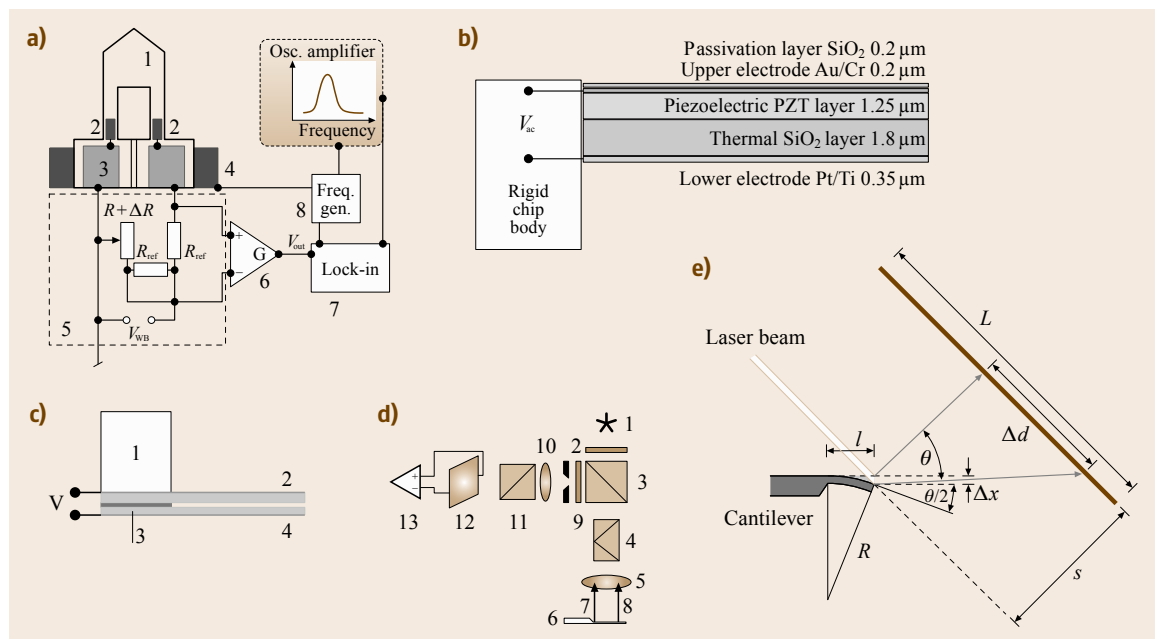 a)
1
2
2
3
4
R + ΔR
R_ref
R_ref
5
V_WB
Osc. amplifier
Frequency
Freq.
gen.
8
+
−
G
6
V_out
Lock-in
7
b)
Passivation layer SiO₂ 0.2 μm
Upper electrode Au/Cr 0.2 μm
Piezoelectric PZT layer 1.25 μm
Thermal SiO₂ layer 1.8 μm
Lower electrode Pt/Ti 0.35 μm
V_ac
Rigid
chip
body
c)
1
2
V
3
4
d)
1
10
2
3
+
−
13
12
11
9
4
5
6
7
8
e)
L
Laser beam
l
θ
Δd
Δx
θ/2
Cantilever
R
s